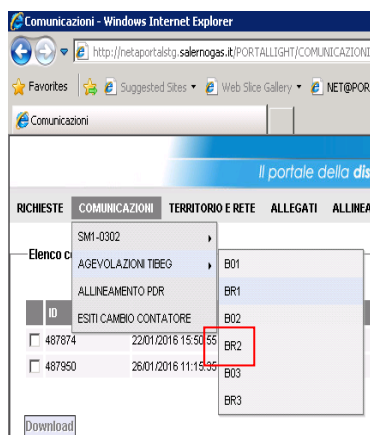 Comunicazioni - Windows Internet Explorer
http://netaportalstg.salernogas.it/PORTALLIGHT/COMUNICAZIONI
Favorites Suggested Sites Web Slice Gallery NET@POR
Comunicazioni
Il portale della dis
RICHIESTE COMUNICAZIONI TERRITORIO E RETE ALLEGATI ALLINEA
SM1-0302
Elenco c
AGEVOLAZIONI TIBEG
ALLINEAMENTO PDR
ESITI CAMBIO CONTATORE
B01
BR1
B02
BR2
B03
BR3
ID
487874 22/01/2016 15:50:55
487950 26/01/2016 11:15:35
Download